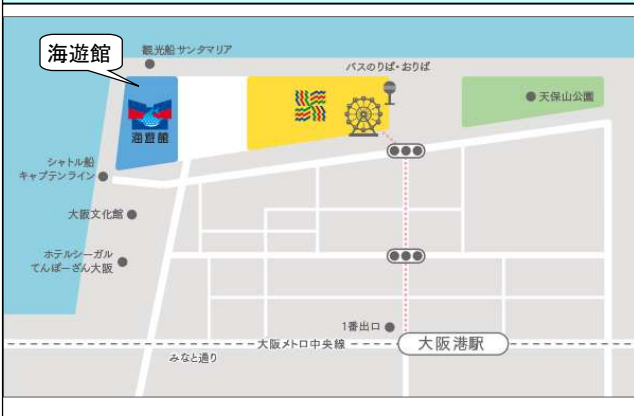 海遊館
観光船サンタマリア
バスのりば・おりば
海遊館
天保山公園
シャトル船
キャプテンライン
大阪文化館
ホテルシーガル
てんぽーざん大阪
1番出口
大阪メトロ中央線
大阪港駅
みなと通り